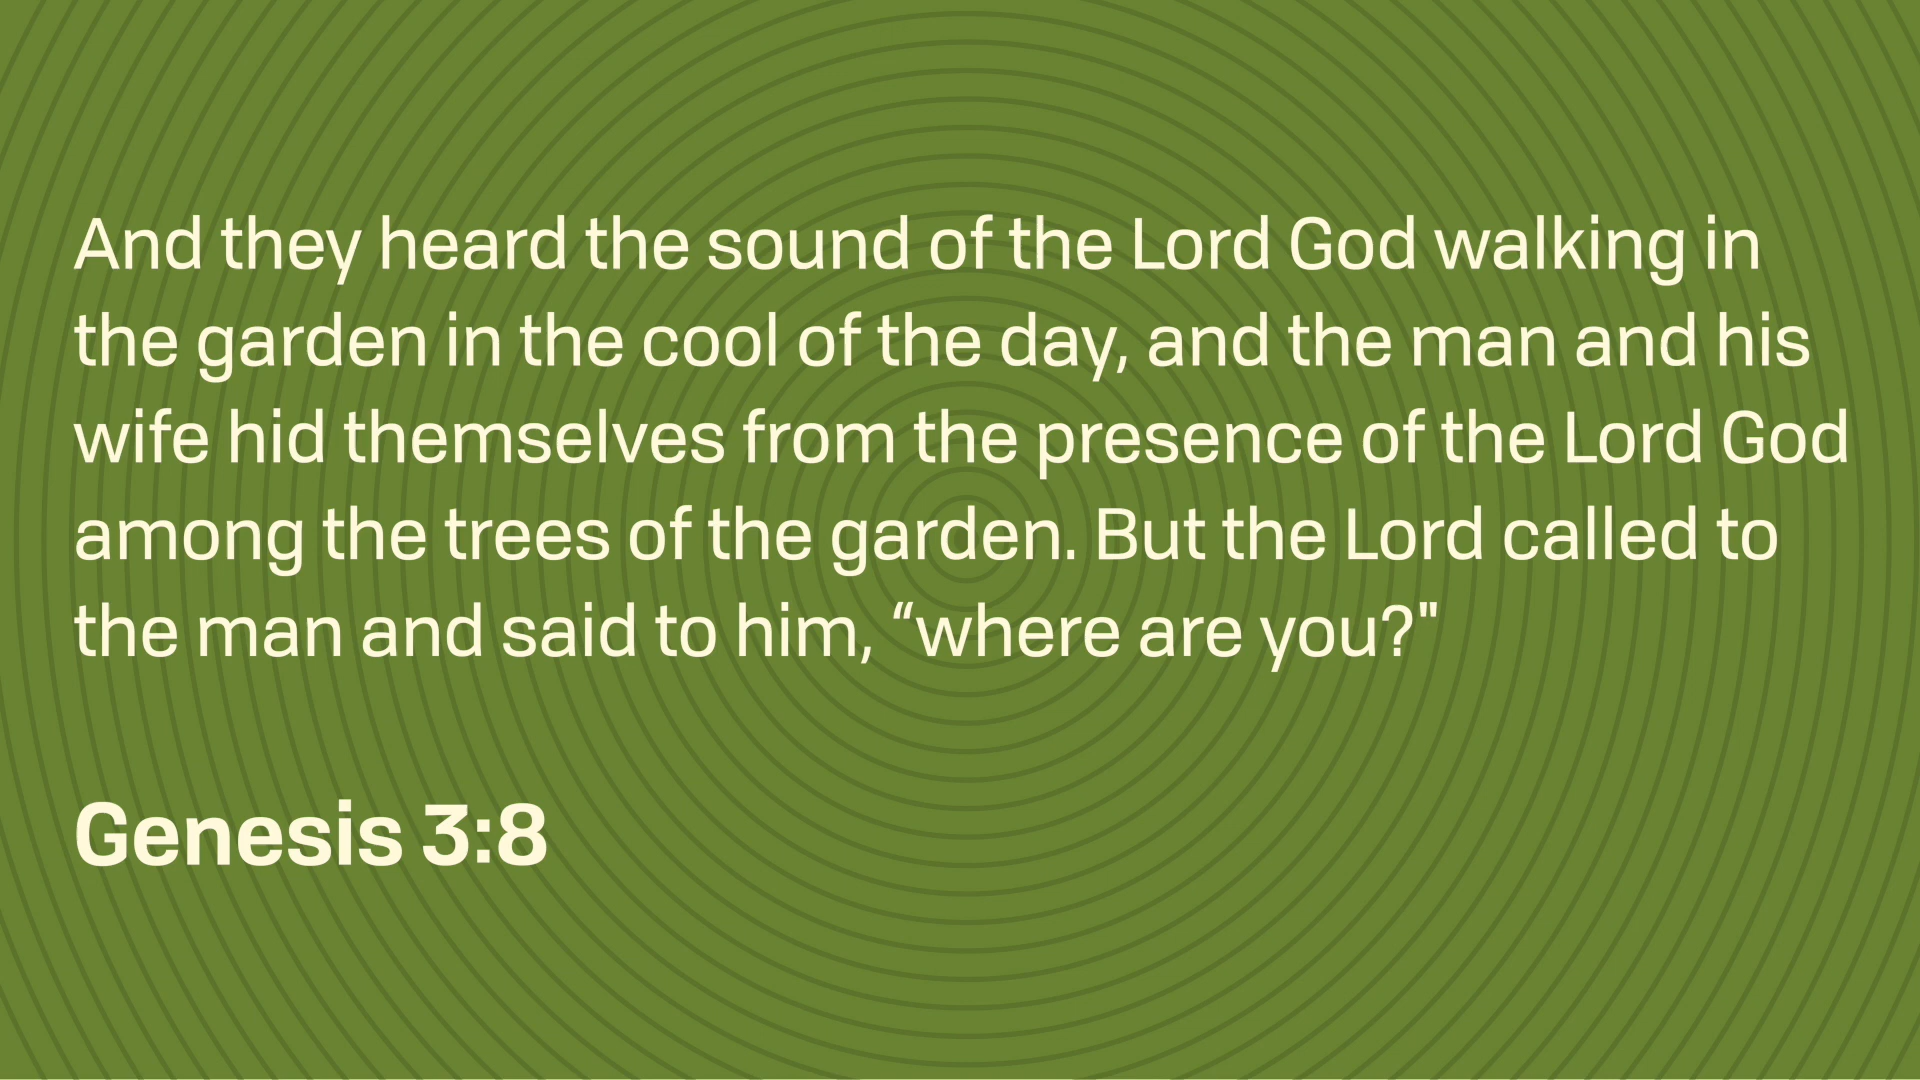 And they heard the sound of the Lord God walking in
the garden in the cool of the day, and the man and his
wife hid themselves from the presence of the Lord God
among the trees of the garden. But the Lord called to
the man and said to him, “where are you?"
Genesis 3:8